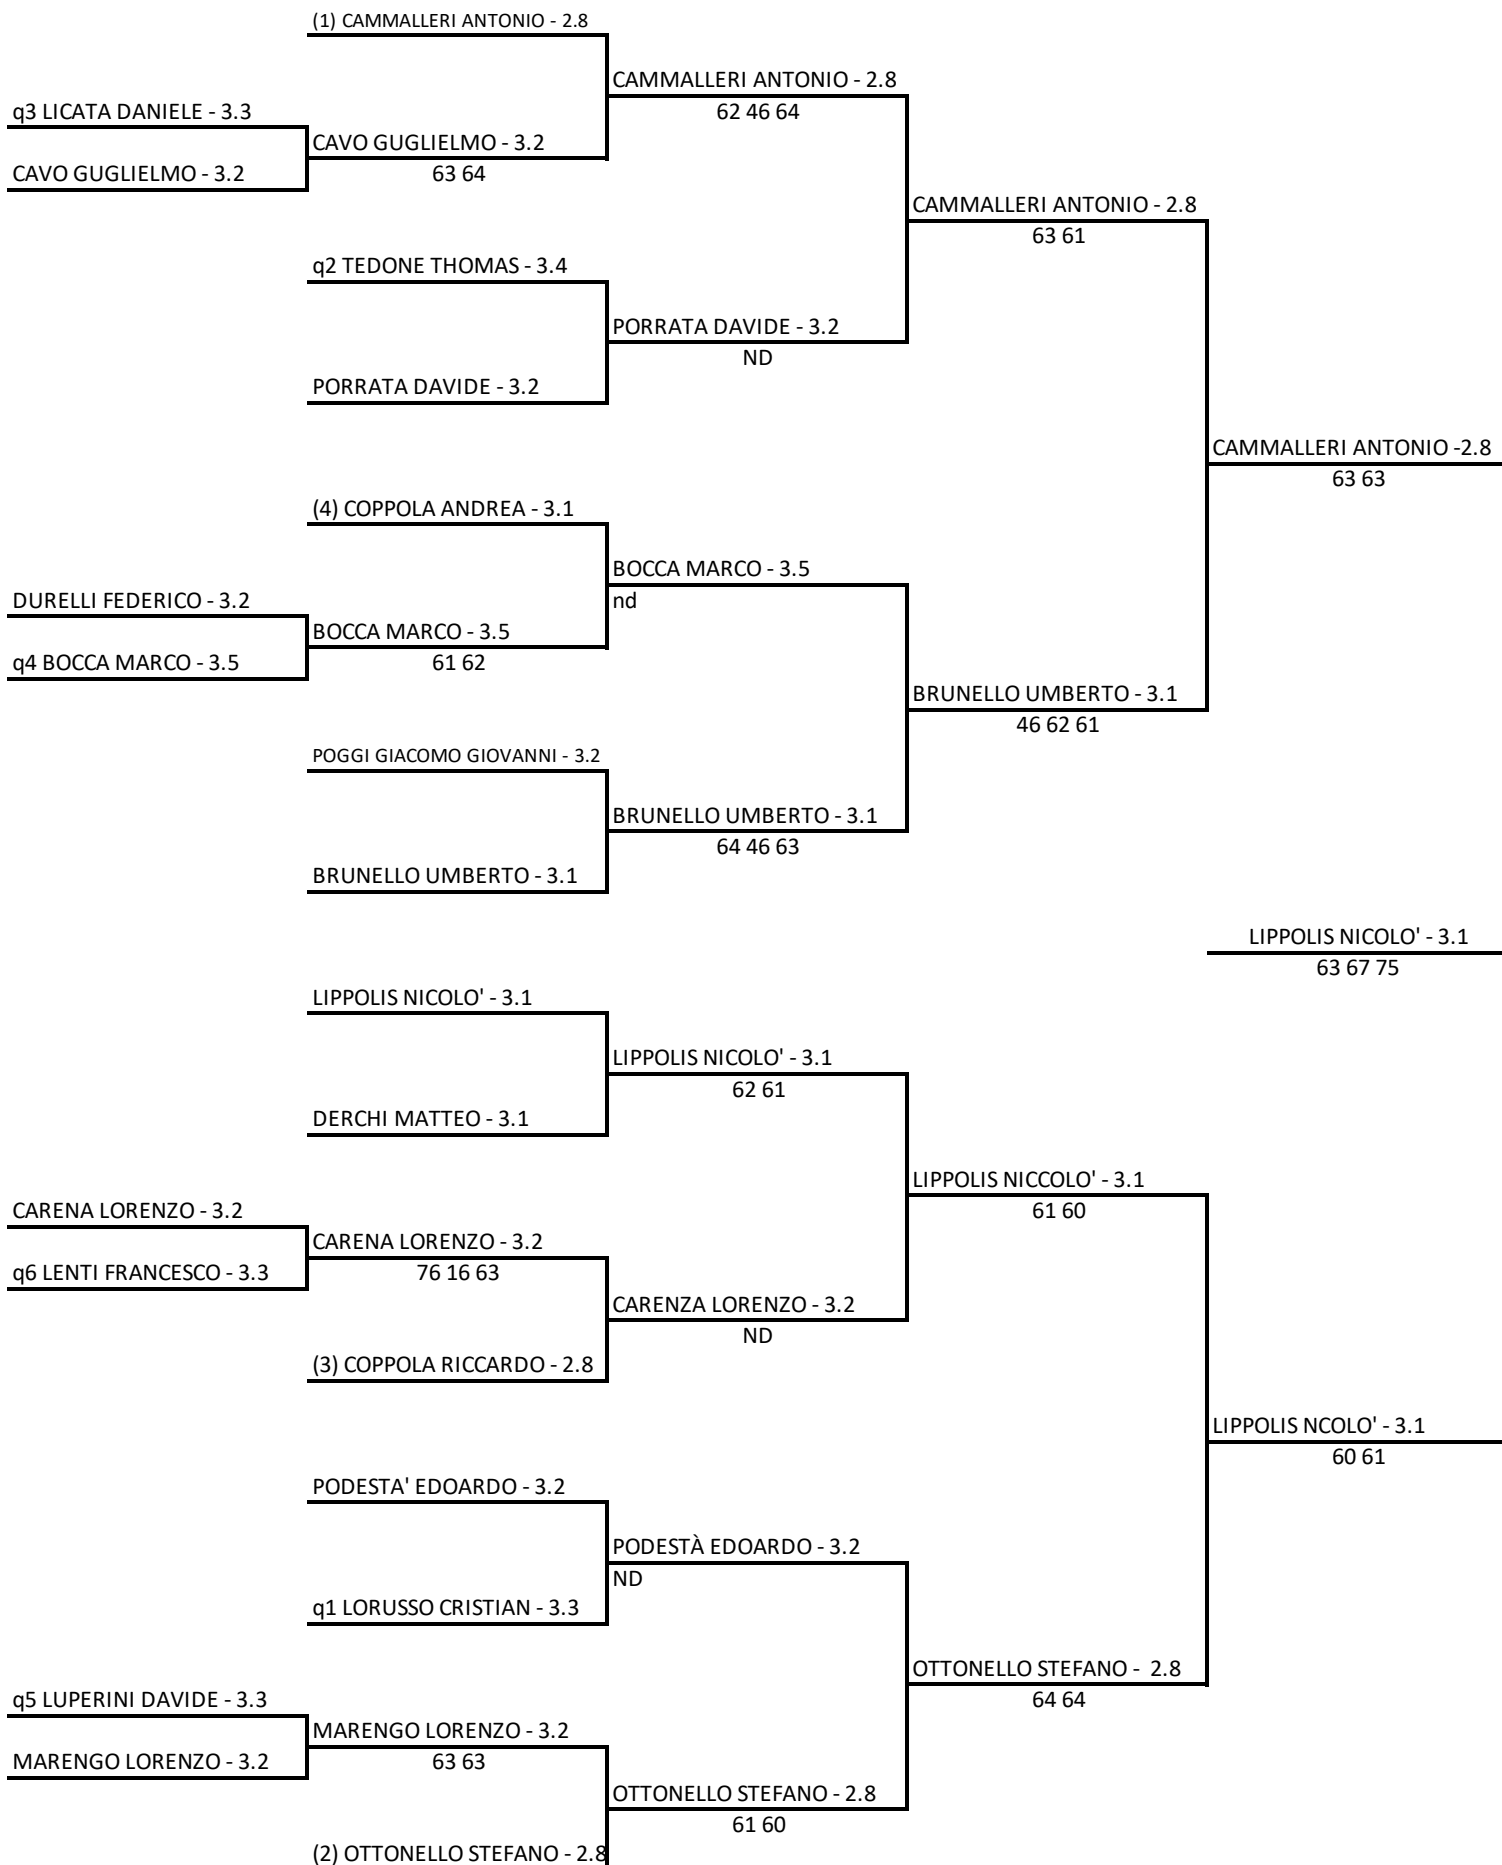 (1) CAMMALLERI ANTONIO - 2.8
CAMMALLERI ANTONIO - 2.8
62 46 64
q3 LICATA DANIELE - 3.3
CAVO GUGLIELMO - 3.2
63 64
CAVO GUGLIELMO - 3.2
CAMMALLERI ANTONIO - 2.8
63 61
q2 TEDONE THOMAS - 3.4
PORRATA DAVIDE - 3.2
ND
PORRATA DAVIDE - 3.2
CAMMALLERI ANTONIO -2.8
63 63
(4) COPPOLA ANDREA - 3.1
BOCCA MARCO - 3.5
nd
DURELLI FEDERICO - 3.2
BOCCA MARCO - 3.5
61 62
q4 BOCCA MARCO - 3.5
BRUNELLO UMBERTO - 3.1
46 62 61
POGGI GIACOMO GIOVANNI - 3.2
BRUNELLO UMBERTO - 3.1
64 46 63
BRUNELLO UMBERTO - 3.1
LIPPOLIS NICOLO' - 3.1
63 67 75
LIPPOLIS NICOLO' - 3.1
LIPPOLIS NICOLO' - 3.1
62 61
DERCHI MATTEO - 3.1
LIPPOLIS NICCOLO' - 3.1
61 60
CARENA LORENZO - 3.2
CARENA LORENZO - 3.2
76 16 63
q6 LENTI FRANCESCO - 3.3
CARENZA LORENZO - 3.2
ND
(3) COPPOLA RICCARDO - 2.8
LIPPOLIS NCOLO' - 3.1
60 61
PODESTA' EDOARDO - 3.2
PODESTÀ EDOARDO - 3.2
ND
q1 LORUSSO CRISTIAN - 3.3
OTTONELLO STEFANO -  2.8
64 64
q5 LUPERINI DAVIDE - 3.3
MARENGO LORENZO - 3.2
63 63
MARENGO LORENZO - 3.2
OTTONELLO STEFANO - 2.8
61 60
(2) OTTONELLO STEFANO - 2.8